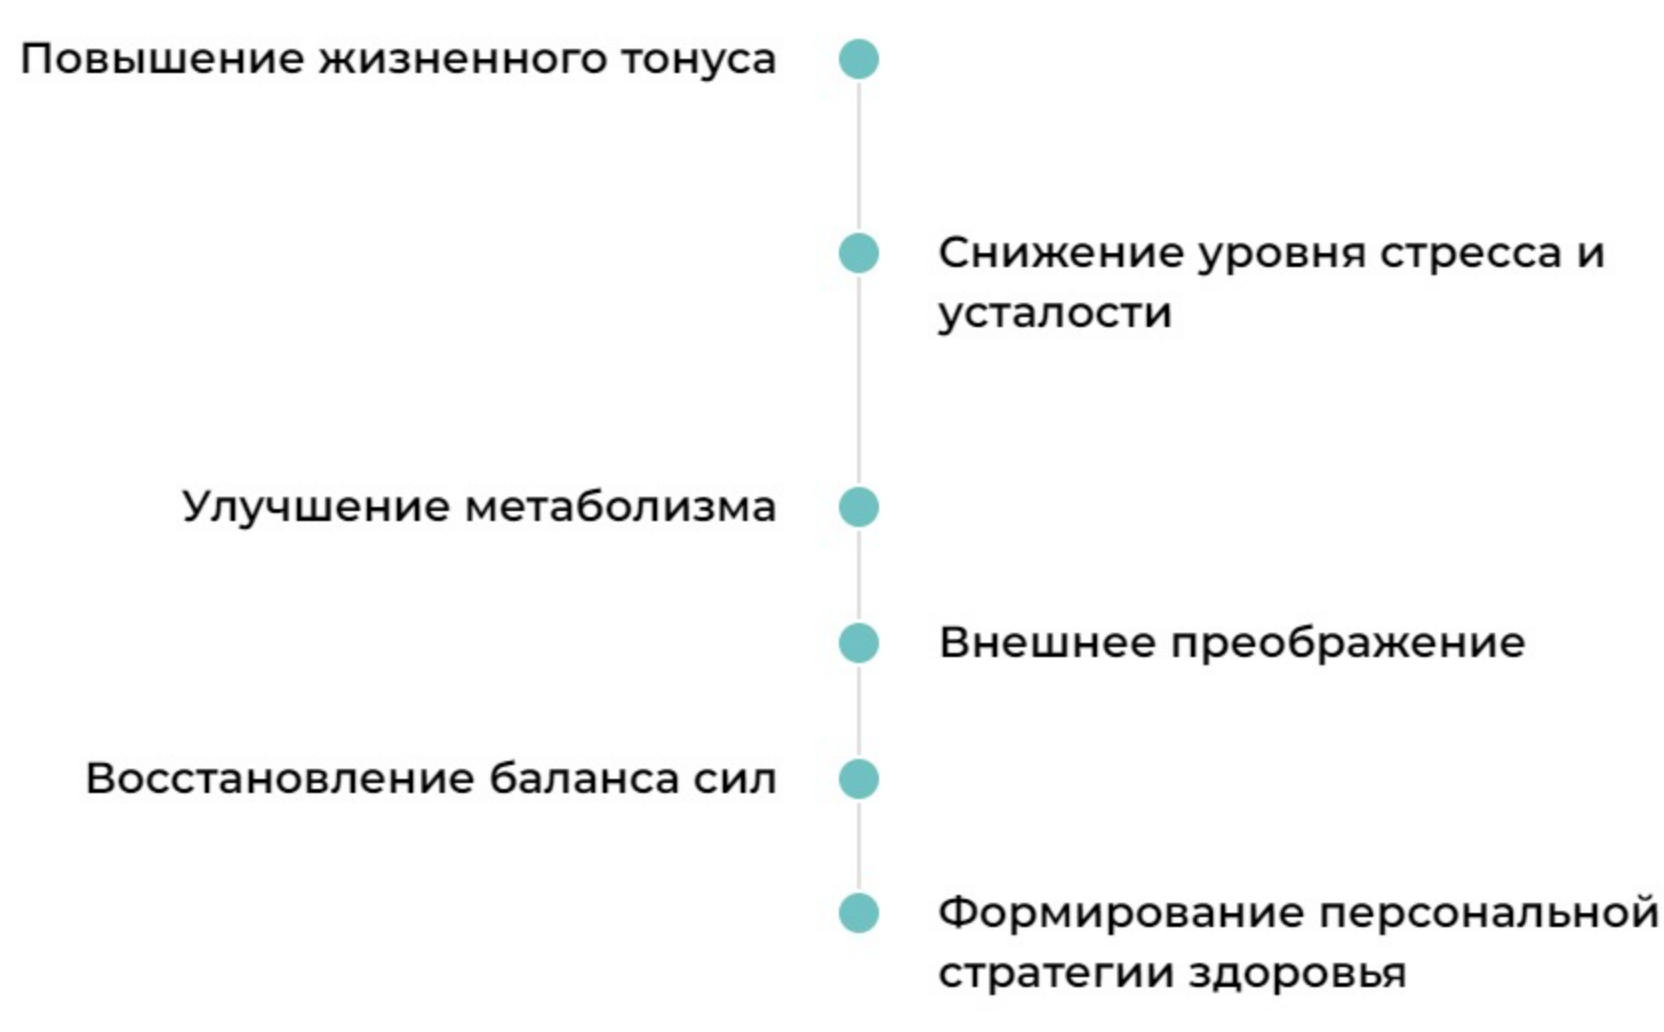 Повышение жизненного тонуса
Снижение уровня стресса и
усталости
Улучшение метаболизма
Внешнее преображение
Восстановление баланса сил
Формирование персональной
стратегии здоровья